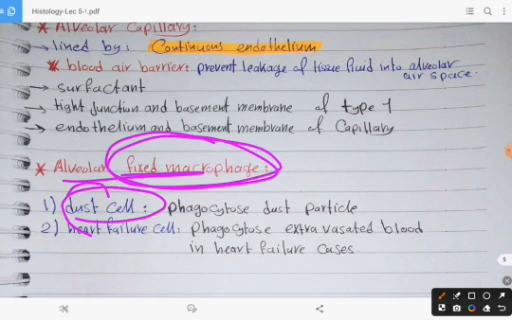 Histology-Lec 5-1.pdf
* Alveolar Capillary:
→ lined by: Continuous endothelium
* blood air barrier: prevent leakage of tissue fluid into alveolar
air space.
→ surfactant
→ tight junction and basement membrane of type 1
→ endothelium and basement membrane of Capillary
* Alveolar fixed macrophage:
1) dust Cell: phagocytose dust particle
2) heart failure Cell: phagocytose extravasated blood
in heart failure cases.